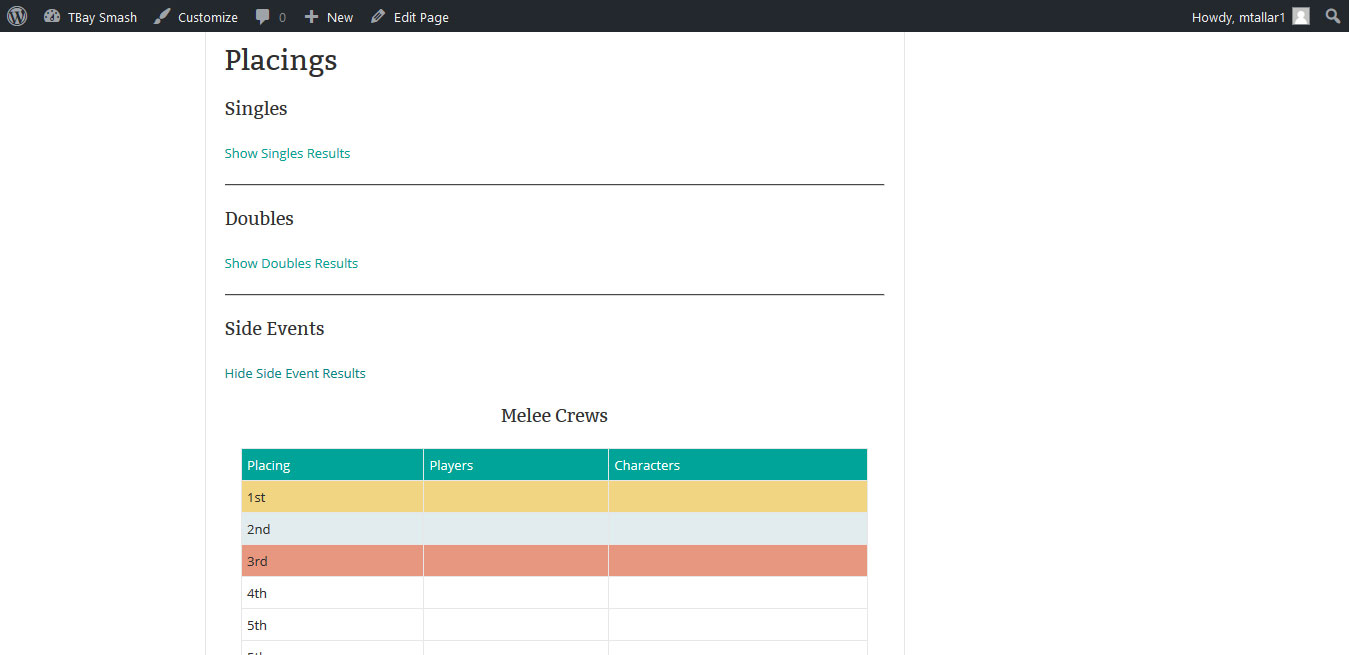 TBay Smash Customize 0 New Edit Page Howdy, mtallar1
Placings
Singles
Show Singles Results
Doubles
Show Doubles Results
Side Events
Hide Side Event Results
Melee Crews
Placing Players Characters
1st
2nd
3rd
4th
5th